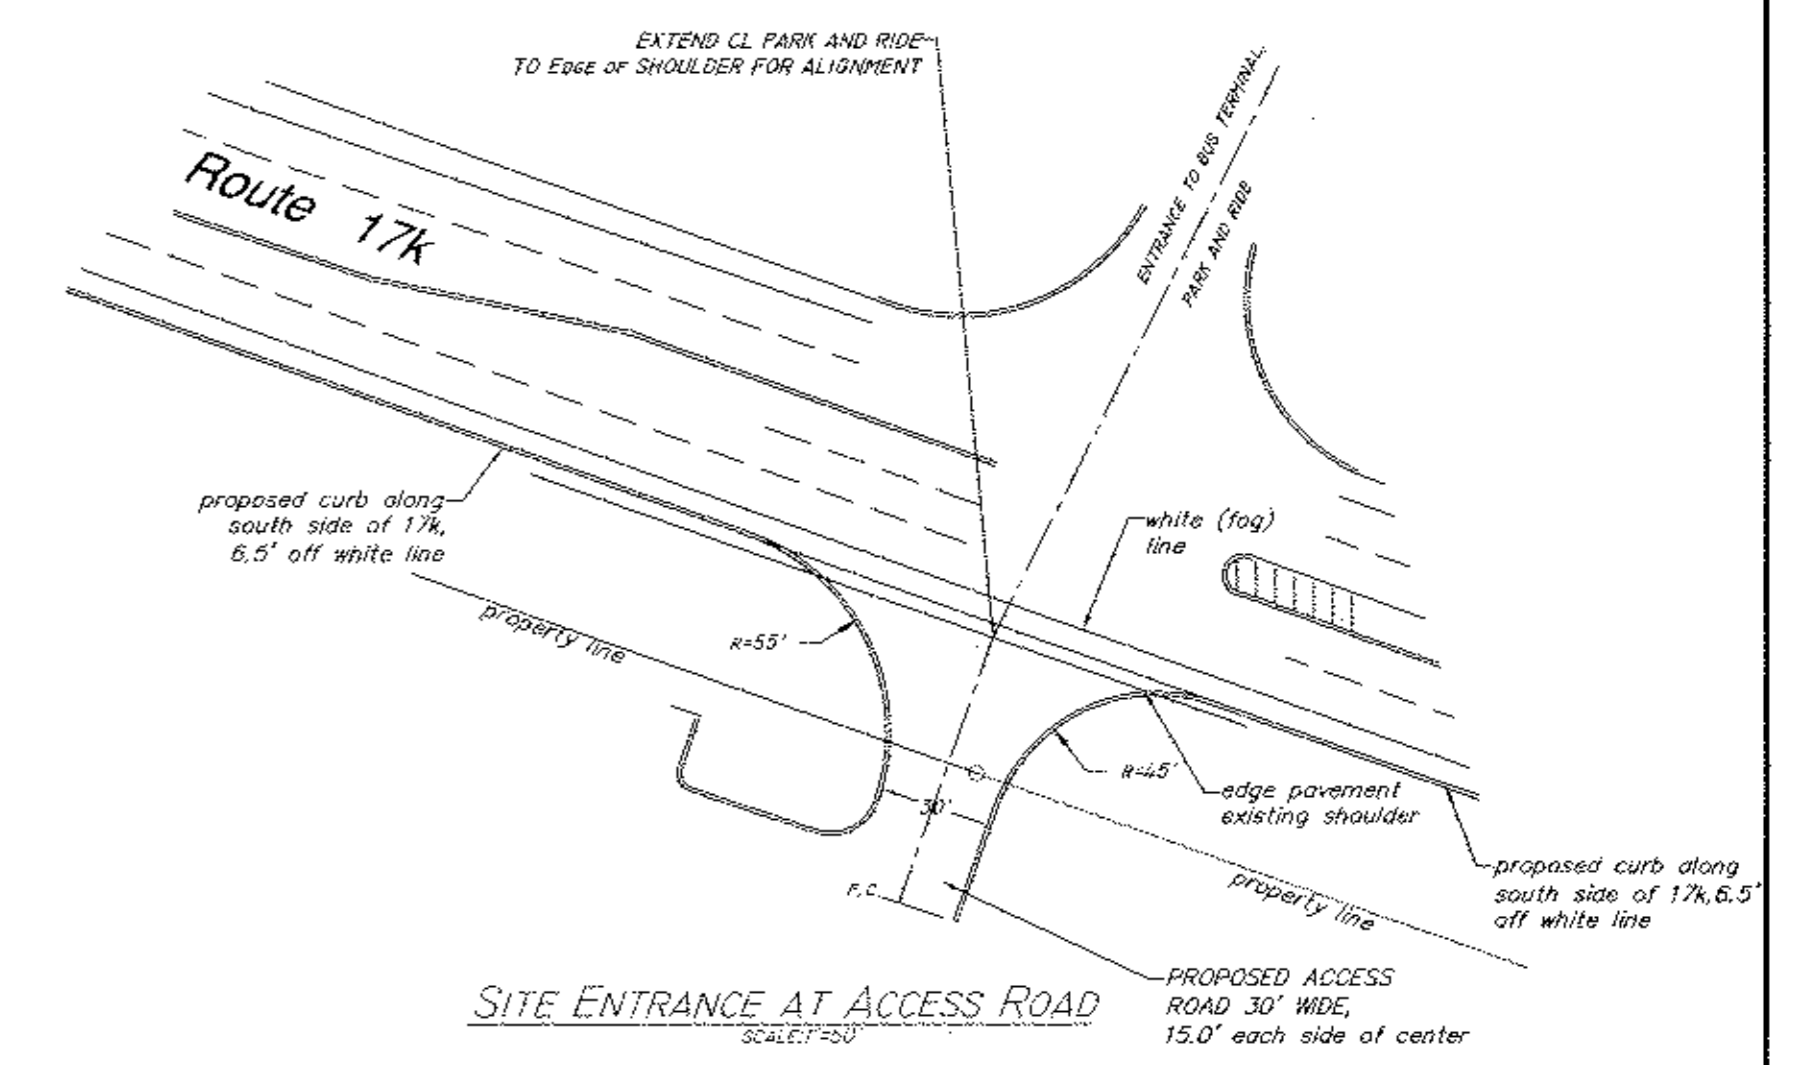 EXTEND CL PARK AND RIDE
TO EDGE OF SHOULDER FOR ALIGNMENT
ENTRANCE TO BUS TERMINAL
PARK AND RIDE
Route 17k
proposed curb along
south side of 17k,
6.5' off white line
white (fog)
line
property line
R=55'
R=45'
edge pavement
existing shoulder
30'
F.C.
proposed curb along
south side of 17k,6.5'
off white line
property line
PROPOSED ACCESS
ROAD 30' WIDE,
15.0' each side of center
SITE ENTRANCE AT ACCESS ROAD
SCALE:1"=50'